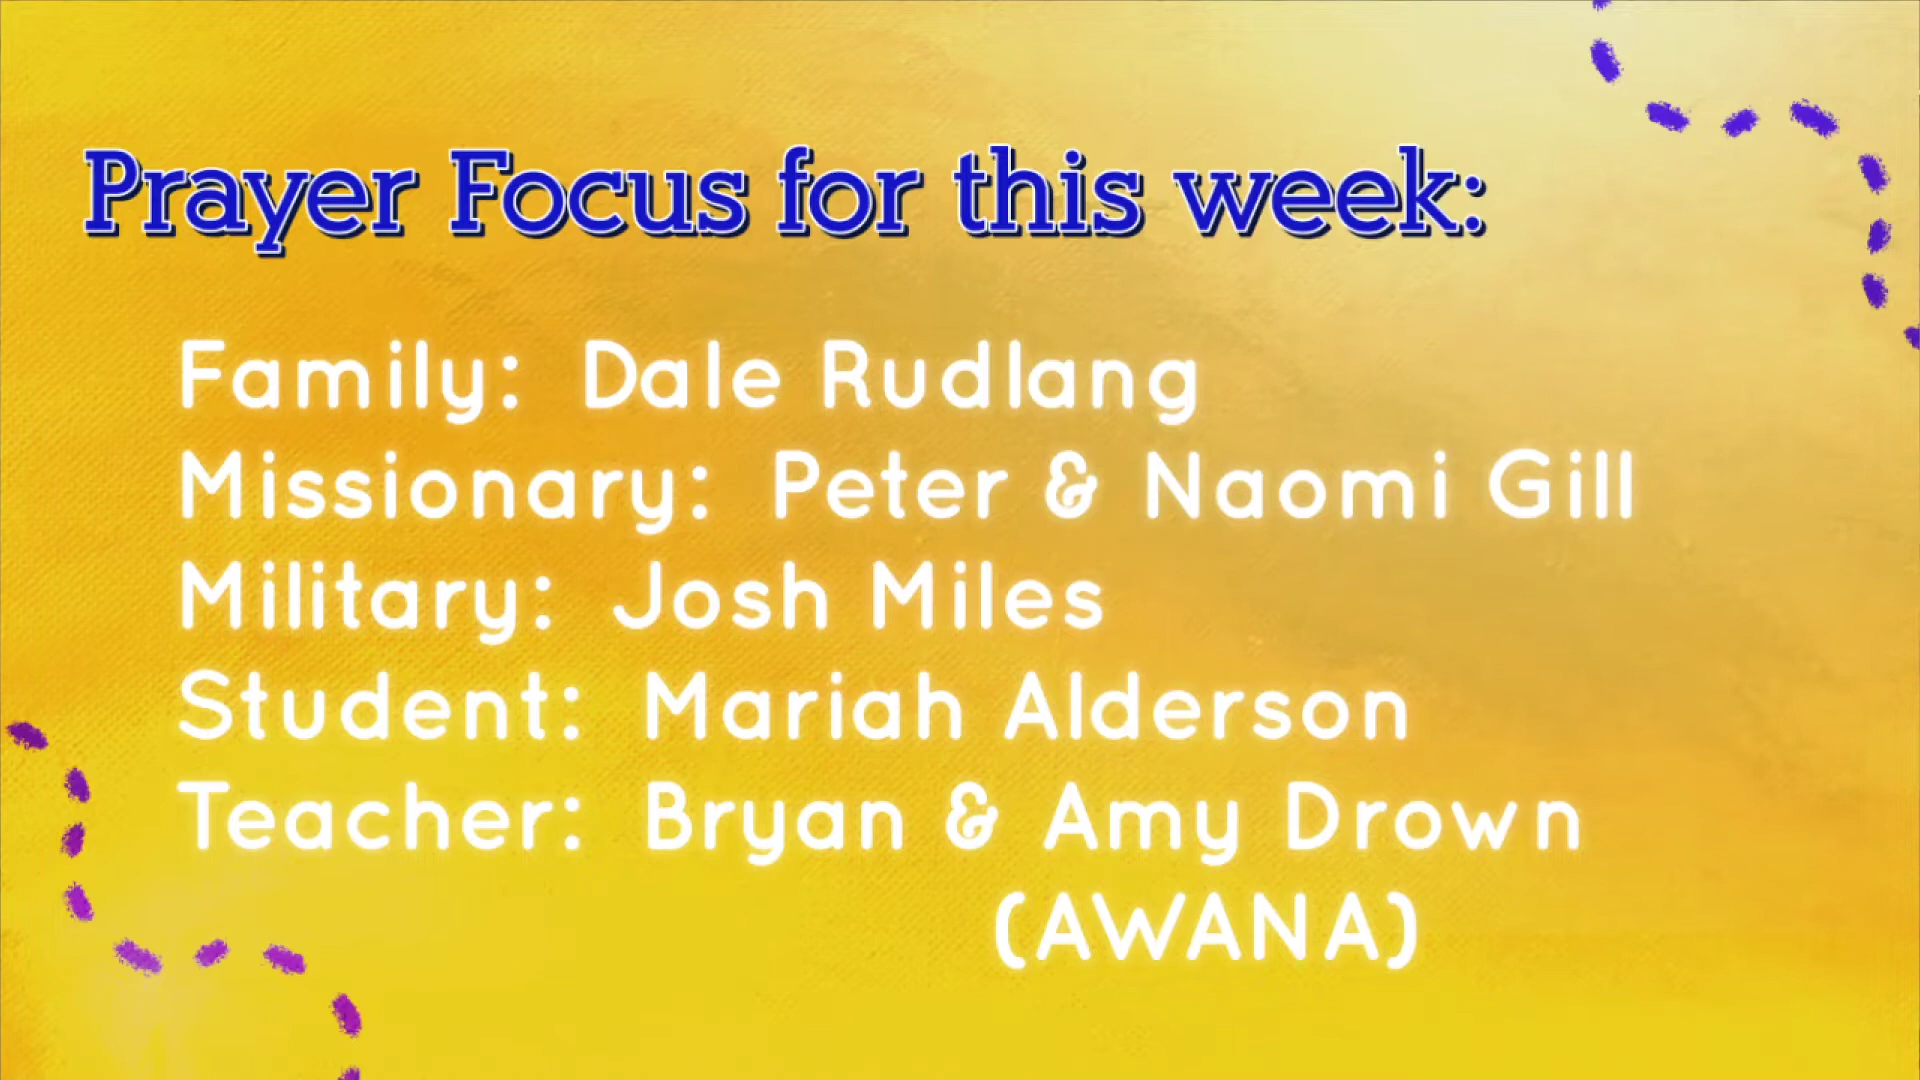 Prayer Focus for this week:
Family: Dale Rudlang
Missionary: Peter & Naomi Gill
Military: Josh Miles
Student: Mariah Alderson
Teacher: Bryan & Amy Drown
(AWANA)